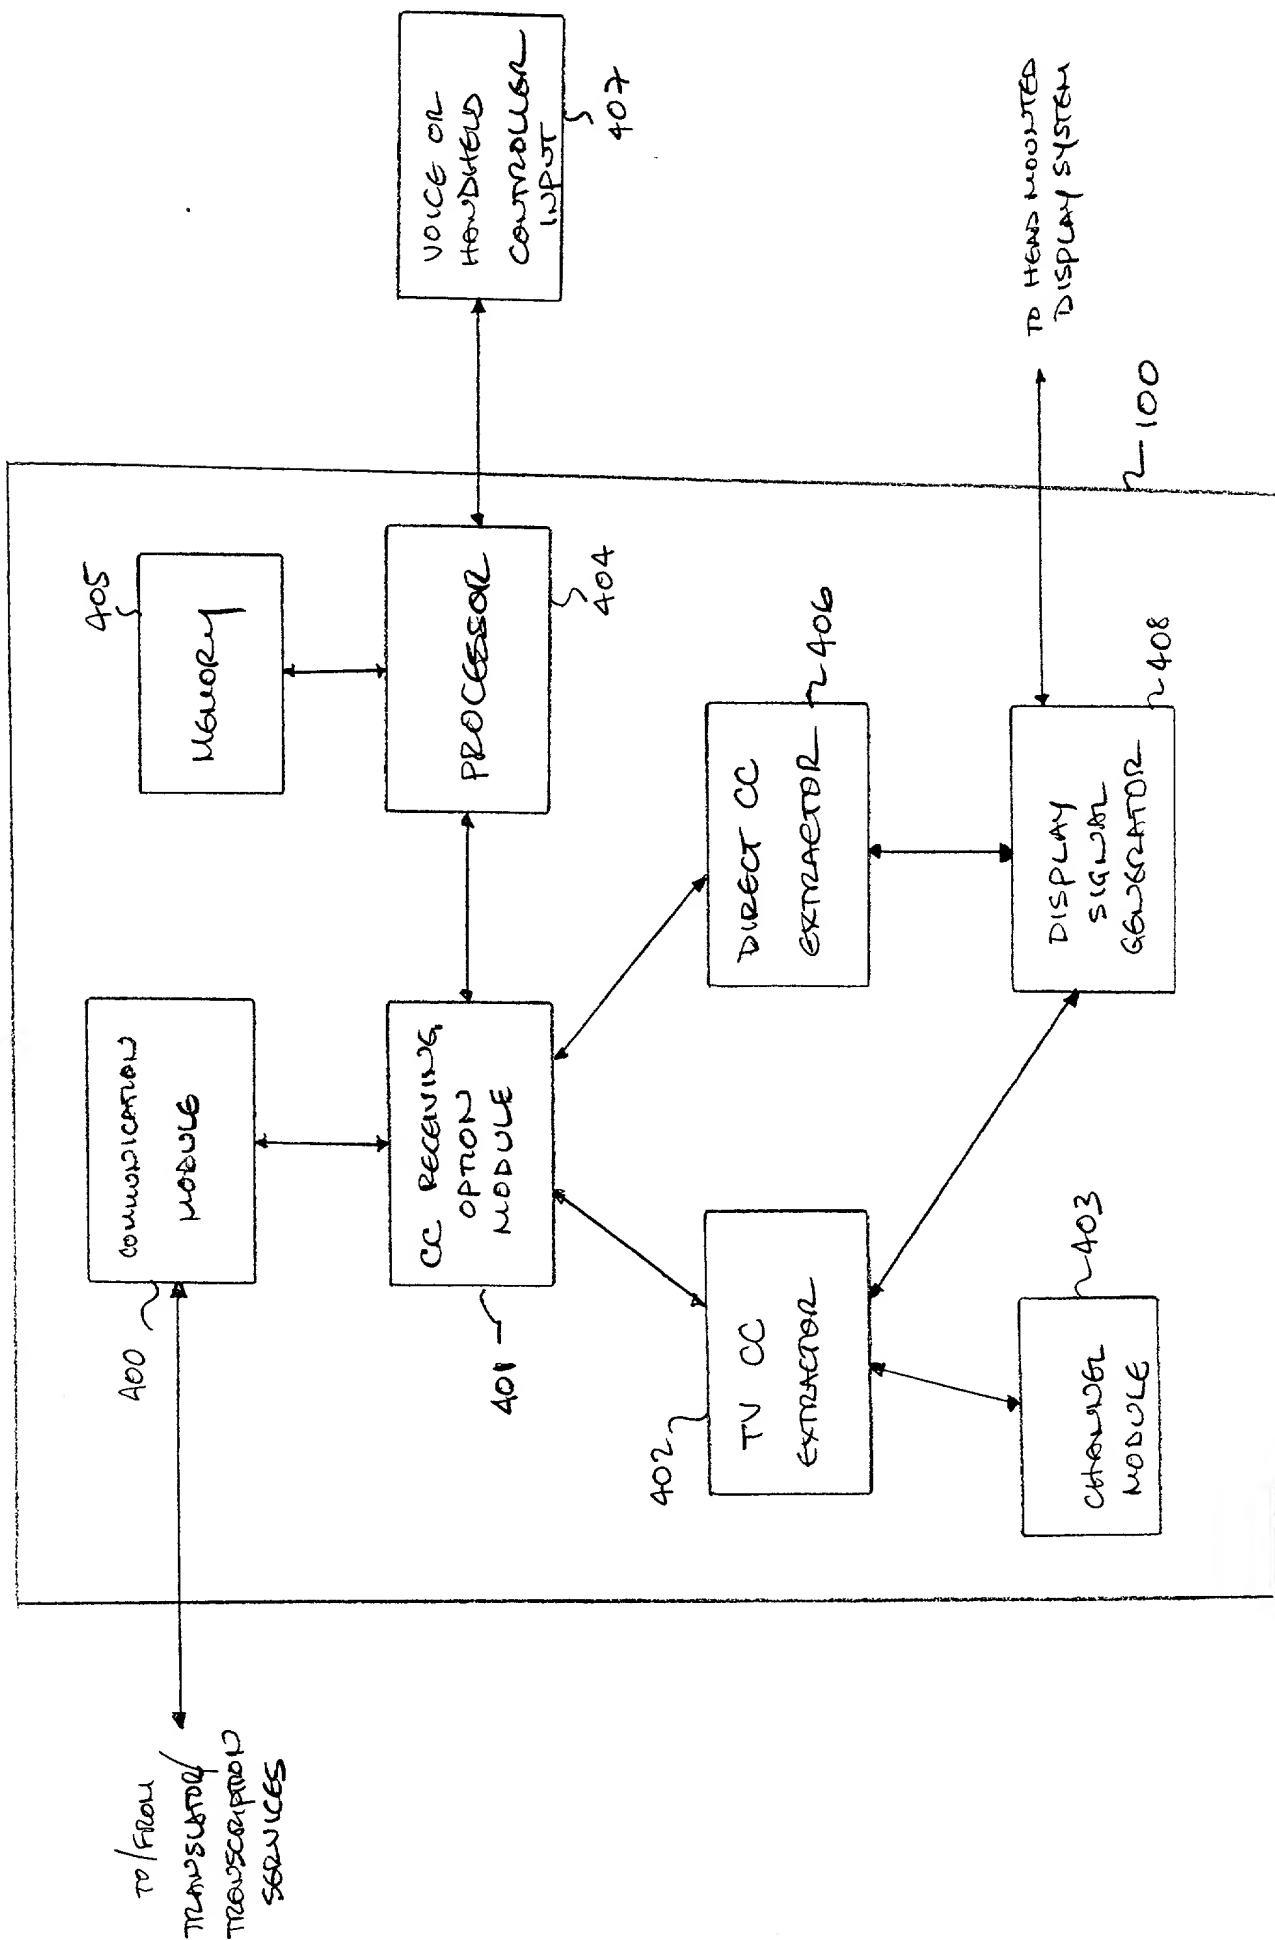 TO/FROM
TRANSLATOR/
TRANSCRIPTION
SERVICES
400
COMMUNICATION
MODULE
405
MEMORY
401
CC RECEIVING
OPTION
MODULE
PROCESSOR
404
VOICE OR
HANDHELD
CONTROLLER
INPUT
407
402
TV CC
EXTRACTOR
DIRECT CC
EXTRACTOR
406
CHANNEL
MODULE
403
DISPLAY
SIGNAL
GENERATOR
408
TO HEAD MOUNTED
DISPLAY SYSTEM
100